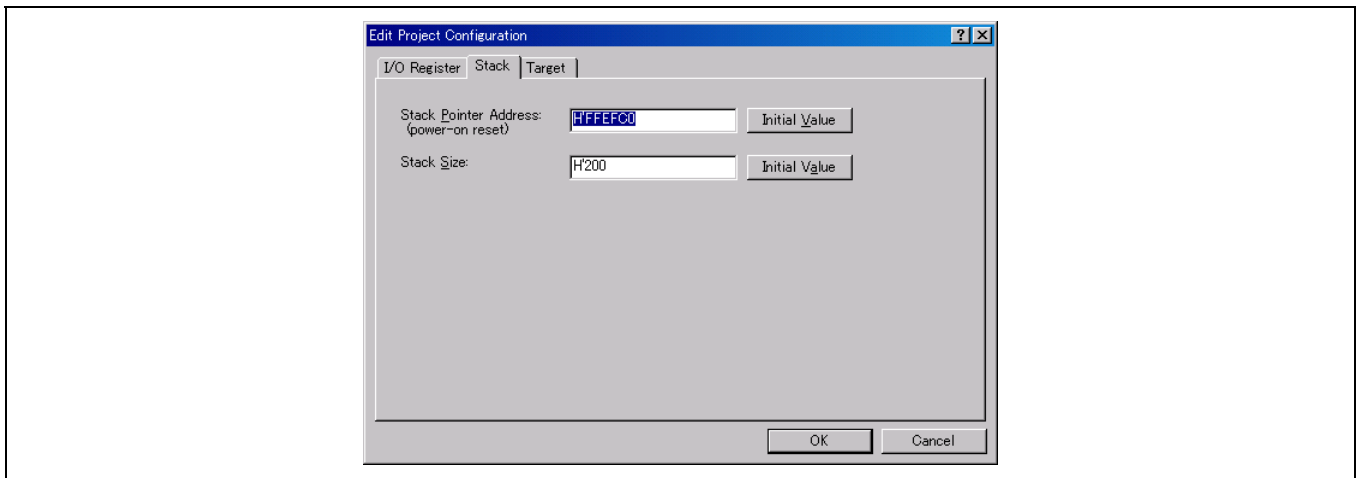 Edit Project Configuration
I/O Register Stack Target
Stack Pointer Address: H'FFEFC0 Initial Value
(power-on reset)
Stack Size: H'200 Initial Value
OK Cancel